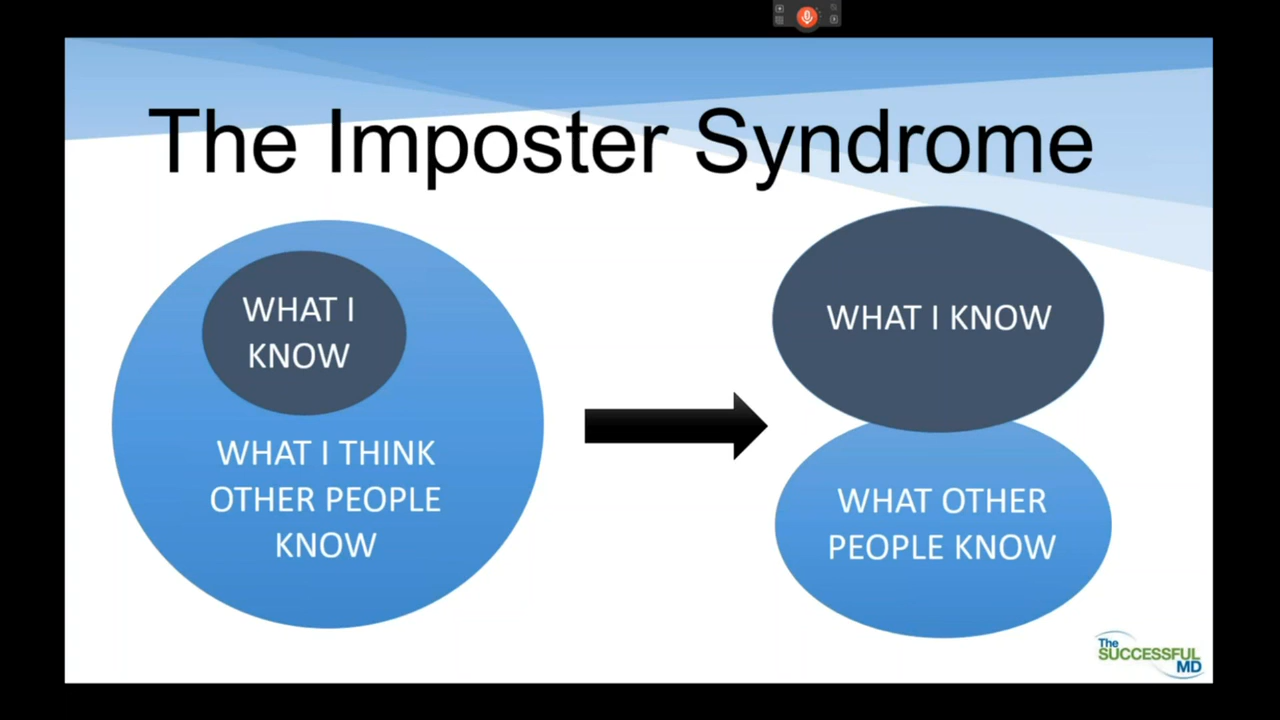 The Imposter Syndrome
WHAT I
KNOW
WHAT I THINK
OTHER PEOPLE
KNOW
WHAT I KNOW
WHAT OTHER
PEOPLE KNOW
The
SUCCESSFUL
MD